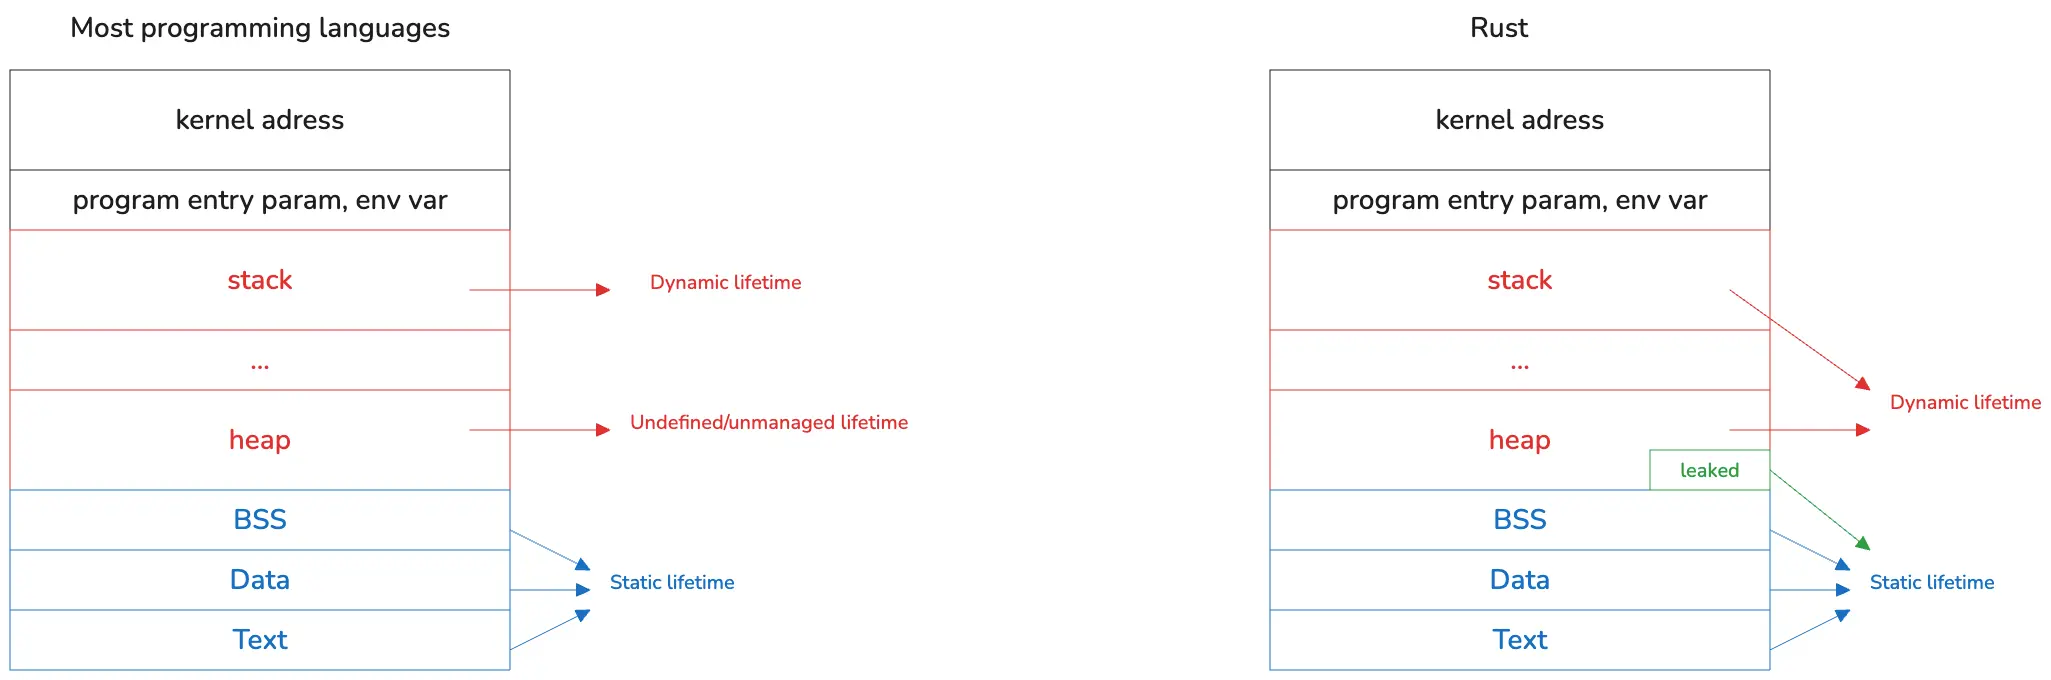 Most programming languages
kernel adress
program entry param, env var
stack
Dynamic lifetime
...
heap
Undefined/unmanaged lifetime
BSS
Data
Static lifetime
Text
Rust
kernel adress
program entry param, env var
stack
...
Dynamic lifetime
heap
leaked
BSS
Data
Static lifetime
Text